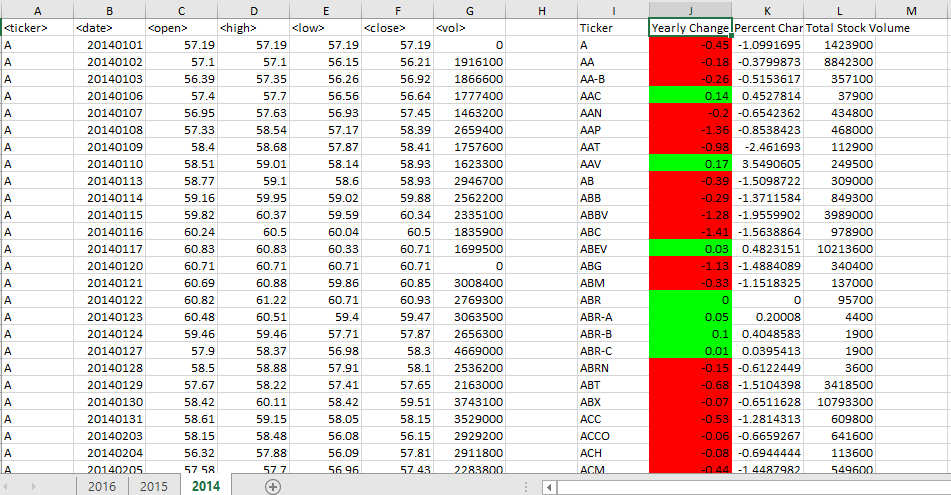 A B C D E F G H I J K L M
<ticker> <date> <open> <high> <low> <close> <vol> Ticker Yearly Change Percent Char Total Stock Volume
A 20140101 57.19 57.19 57.19 57.19 0 A -0.45 -1.0991695 1423900
A 20140102 57.1 57.1 56.15 56.21 1916100 AA -0.18 -0.3799873 8842300
A 20140103 56.39 57.35 56.26 56.92 1866600 AA-B -0.26 -0.5153617 357100
A 20140106 57.4 57.7 56.56 56.64 1777400 AAC 0.14 0.4527814 37900
A 20140107 56.95 57.63 56.93 57.45 1463200 AAN -0.2 -0.6542362 434800
A 20140108 57.33 58.54 57.17 58.39 2659400 AAP -1.36 -0.8538423 468000
A 20140109 58.4 58.68 57.87 58.41 1757600 AAT -0.98 -2.461693 112900
A 20140110 58.51 59.01 58.14 58.93 1623300 AAV 0.17 3.5490605 249500
A 20140113 58.77 59.1 58.6 58.93 2946700 AB -0.39 -1.5098722 309000
A 20140114 59.16 59.95 59.02 59.88 2562200 ABB -0.29 -1.3711584 849300
A 20140115 59.82 60.37 59.59 60.34 2335100 ABBV -1.28 -1.9559902 3989000
A 20140116 60.24 60.5 60.04 60.5 1835900 ABC -1.41 -1.5638864 978900
A 20140117 60.83 60.83 60.33 60.71 1699500 ABEV 0.03 0.4823151 10213600
A 20140120 60.71 60.71 60.71 60.71 0 ABG -1.13 -1.4884089 340400
A 20140121 60.69 60.88 59.86 60.85 3008400 ABM -0.33 -1.1518325 137000
A 20140122 60.82 61.22 60.71 60.93 2769300 ABR 0 0 95700
A 20140123 60.48 60.51 59.4 59.47 3063500 ABR-A 0.05 0.20008 4400
A 20140124 59.46 59.46 57.71 57.87 2656300 ABR-B 0.1 0.4048583 1900
A 20140127 57.9 58.37 56.98 58.3 4669000 ABR-C 0.01 0.0395413 1900
A 20140128 58.5 58.88 57.91 58.1 2536200 ABRN -0.15 -0.6122449 3600
A 20140129 57.67 58.22 57.41 57.65 2163000 ABT -0.68 -1.5104398 3418500
A 20140130 58.42 60.11 58.42 59.51 3743100 ABX -0.07 -0.6511628 10793300
A 20140131 58.61 59.15 58.05 58.15 3529000 ACC -0.53 -1.2814313 609800
A 20140203 58.15 58.48 56.08 56.15 2929200 ACCO -0.06 -0.6659267 641600
A 20140204 56.32 57.88 56.09 57.81 2911800 ACH -0.08 -0.6944444 113600
A 20140205 57.58 57.7 56.96 57.43 2283800 ACM -0.44 -1.4487982 549600
2016 2015 2014